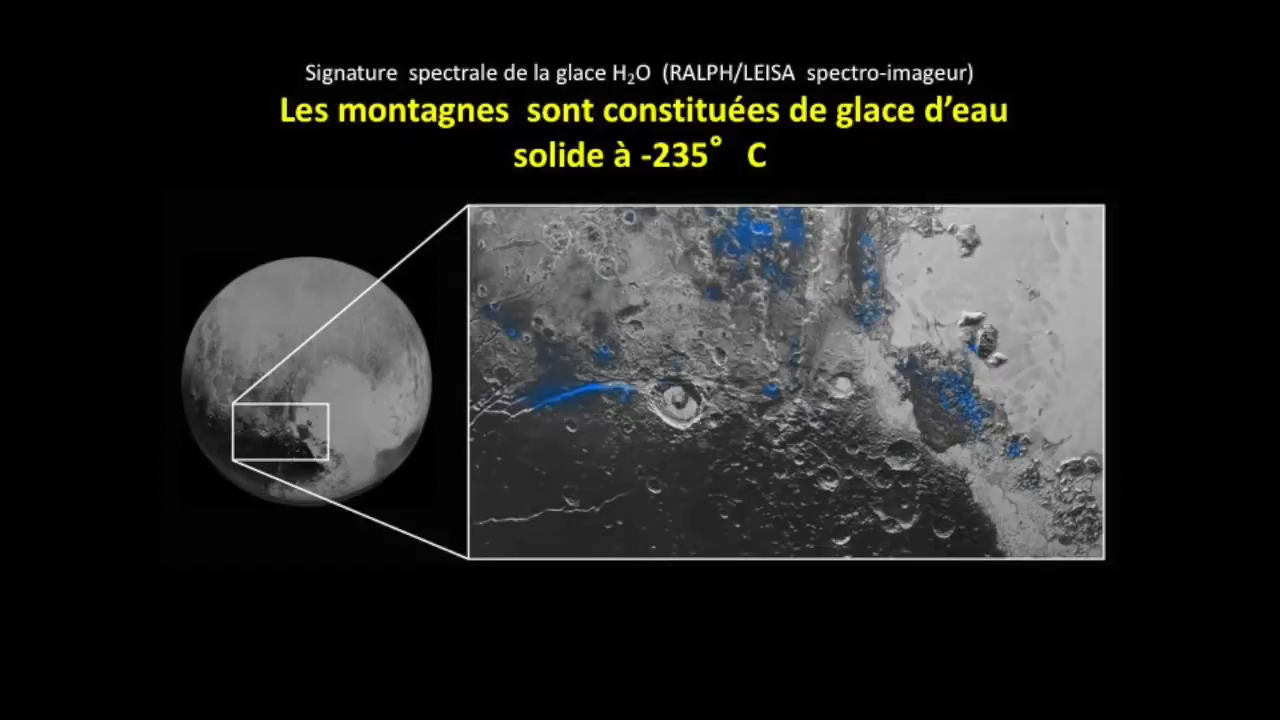 Signature spectrale de la glace H₂O (RALPH/LEISA spectro-imageur)
Les montagnes sont constituées de glace d’eau
solide à -235° C